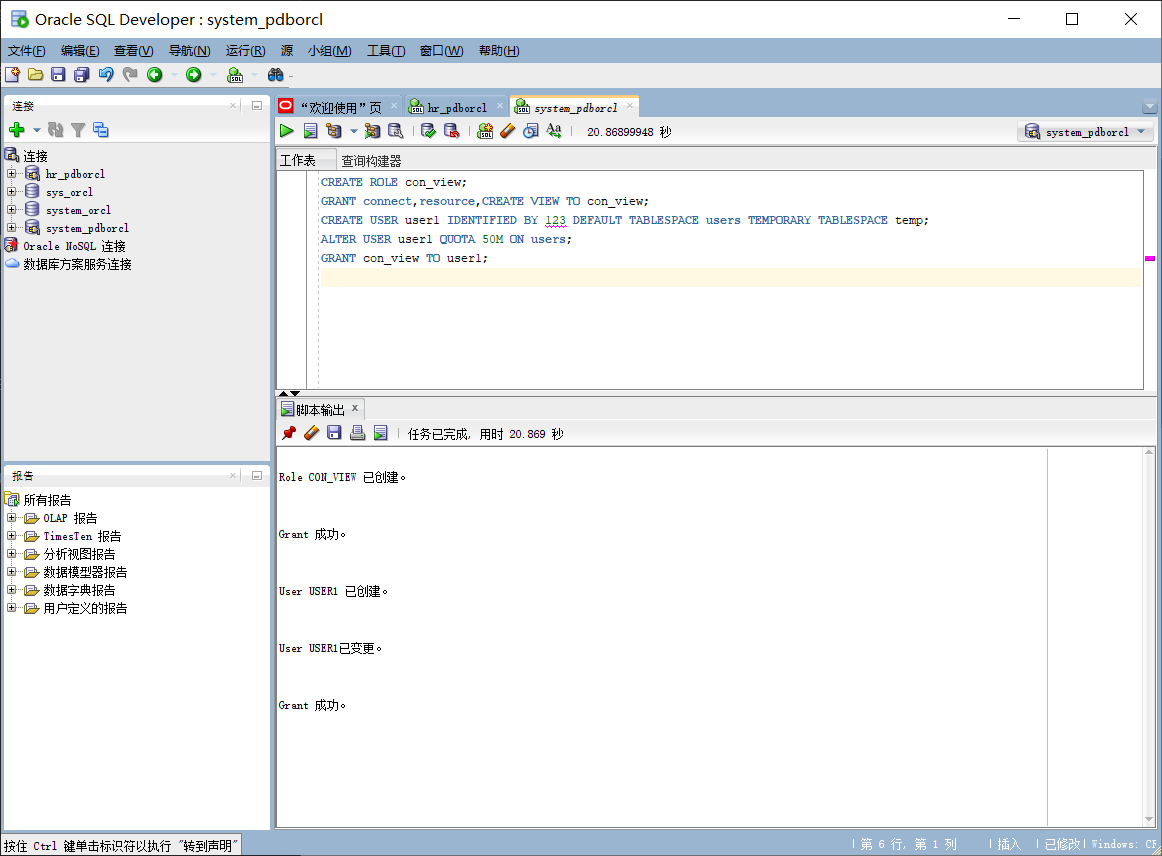 Oracle SQL Developer : system_pdborcl
文件(F) 编辑(E) 查看(V) 导航(N) 运行(R) 源 小组(M) 工具(T) 窗口(W) 帮助(H)
连接
连接
hr_pdborcl
sys_orcl
system_orcl
system_pdborcl
Oracle NoSQL 连接
数据库方案服务连接
报告
所有报告
OLAP 报告
TimesTen 报告
分析视图报告
数据模型器报告
数据字典报告
用户定义的报告
“欢迎使用”页 hr_pdborcl system_pdborcl
20.86899948 秒 system_pdborcl
工作表 查询构建器
CREATE ROLE con_view;
GRANT connect,resource,CREATE VIEW TO con_view;
CREATE USER user1 IDENTIFIED BY 123 DEFAULT TABLESPACE users TEMPORARY TABLESPACE temp;
ALTER USER user1 QUOTA 50M ON users;
GRANT con_view TO user1;
脚本输出 x
任务已完成, 用时 20.869 秒
Role CON_VIEW 已创建。
Grant 成功。
User USER1 已创建。
User USER1已变更。
Grant 成功。
按住 Ctrl 键单击标识符以执行 "转到声明" 第 6 行, 第 1 列 插入 已修改 Windows: CF